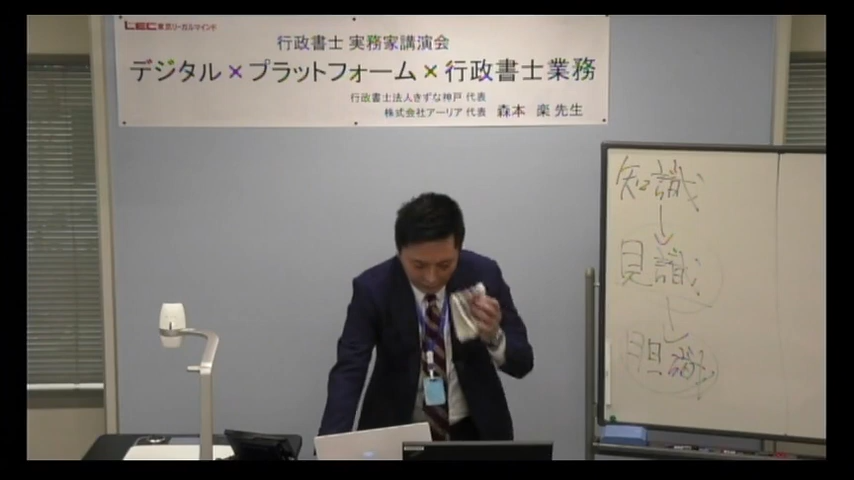 LEC東京リーガルマインド
行政書士 実務家講演会
デジタル×プラットフォーム×行政書士業務
行政書士法人きずな神戸 代表
株式会社アーリア 代表 森本 楽 先生
知識
↓
見識
↓
胆識